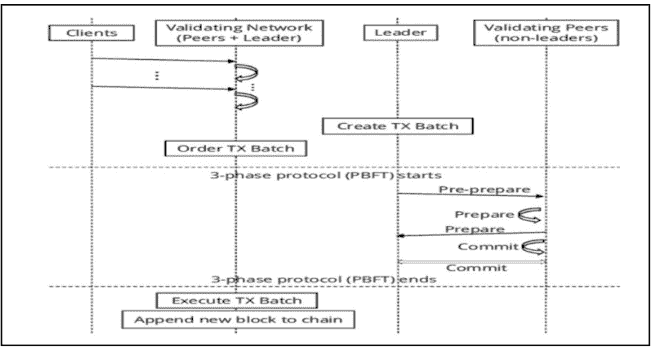 Clients
Validating Network
(Peers + Leader)
Leader
Validating Peers
(non-leaders)
Create TX Batch
Order TX Batch
3-phase protocol (PBFT) starts
Pre-prepare
Prepare
Prepare
Commit
Commit
3-phase protocol (PBFT) ends
Execute TX Batch
Append new block to chain